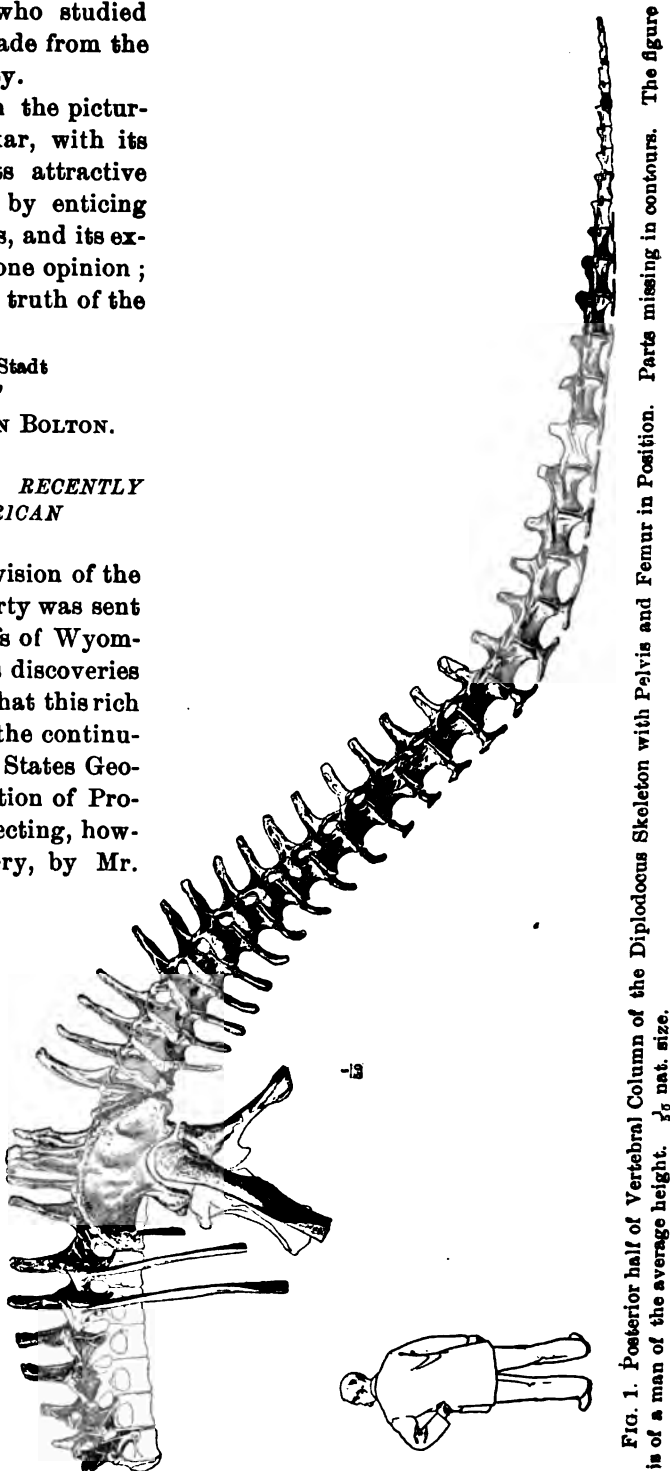 who studied
ade from the
y.
the pictur-
ar, with its
ts attractive
by enticing
s, and its ex-
one opinion ;
truth of the
Stadt
N BOLTON.
RECENTLY
RICAN
vision of the
rty was sent
s of Wyom-
s discoveries
hat this rich
the continu-
States Geo-
tion of Pro-
ecting, how-
ery, by Mr.
FIG. 1. Posterior half of Vertebral Column of the Diplodocus Skeleton with Pelvis and Femur in Position. Parts missing in contours. The figure
is of a man of the average height. nat. size.